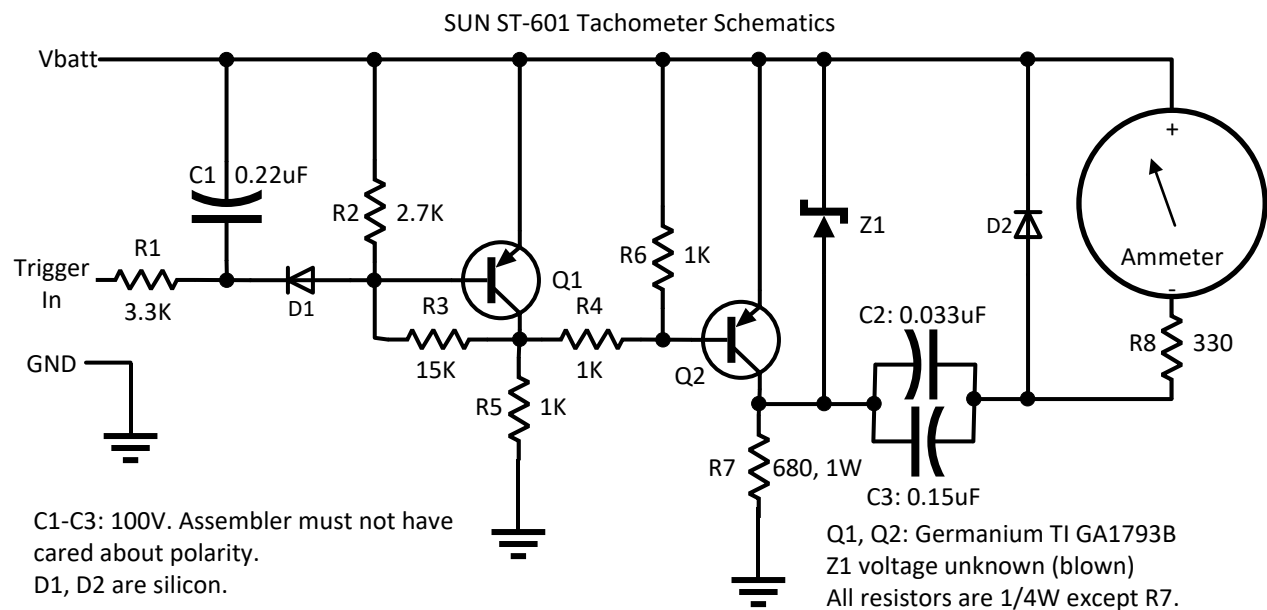 SUN ST-601 Tachometer Schematics
Vbatt
C1 0.22uF
R2 2.7K
Z1
D2
+
Ammeter
-
Trigger
In
R1
3.3K
D1
Q1
R6 1K
R3
15K
R4
1K
Q2
C2: 0.033uF
R8 330
GND
R5 1K
R7 680, 1W
C3: 0.15uF
C1-C3: 100V. Assembler must not have
cared about polarity.
D1, D2 are silicon.
Q1, Q2: Germanium TI GA1793B
Z1 voltage unknown (blown)
All resistors are 1/4W except R7.